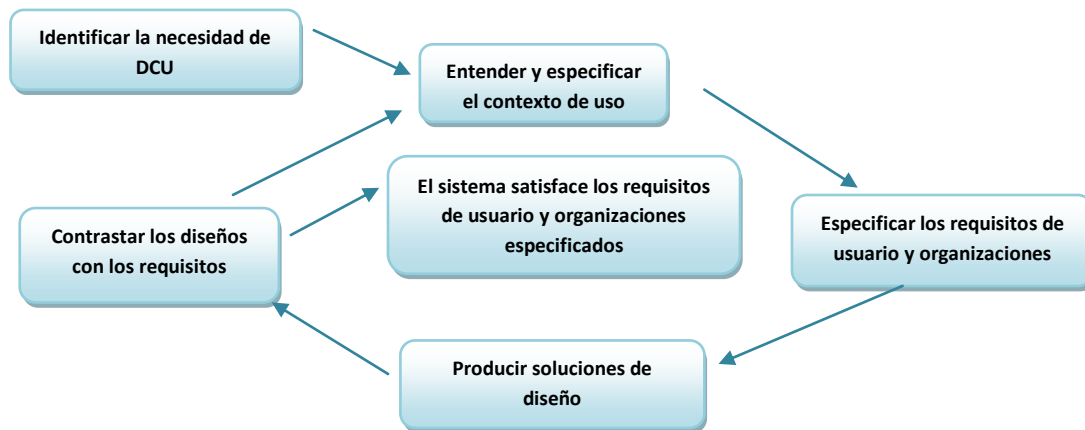 Identificar la necesidad de
DCU
Entender y especificar
el contexto de uso
El sistema satisface los requisitos
de usuario y organizaciones
especificados
Especificar los requisitos de
usuario y organizaciones
Contrastar los diseños
con los requisitos
Producir soluciones de
diseño